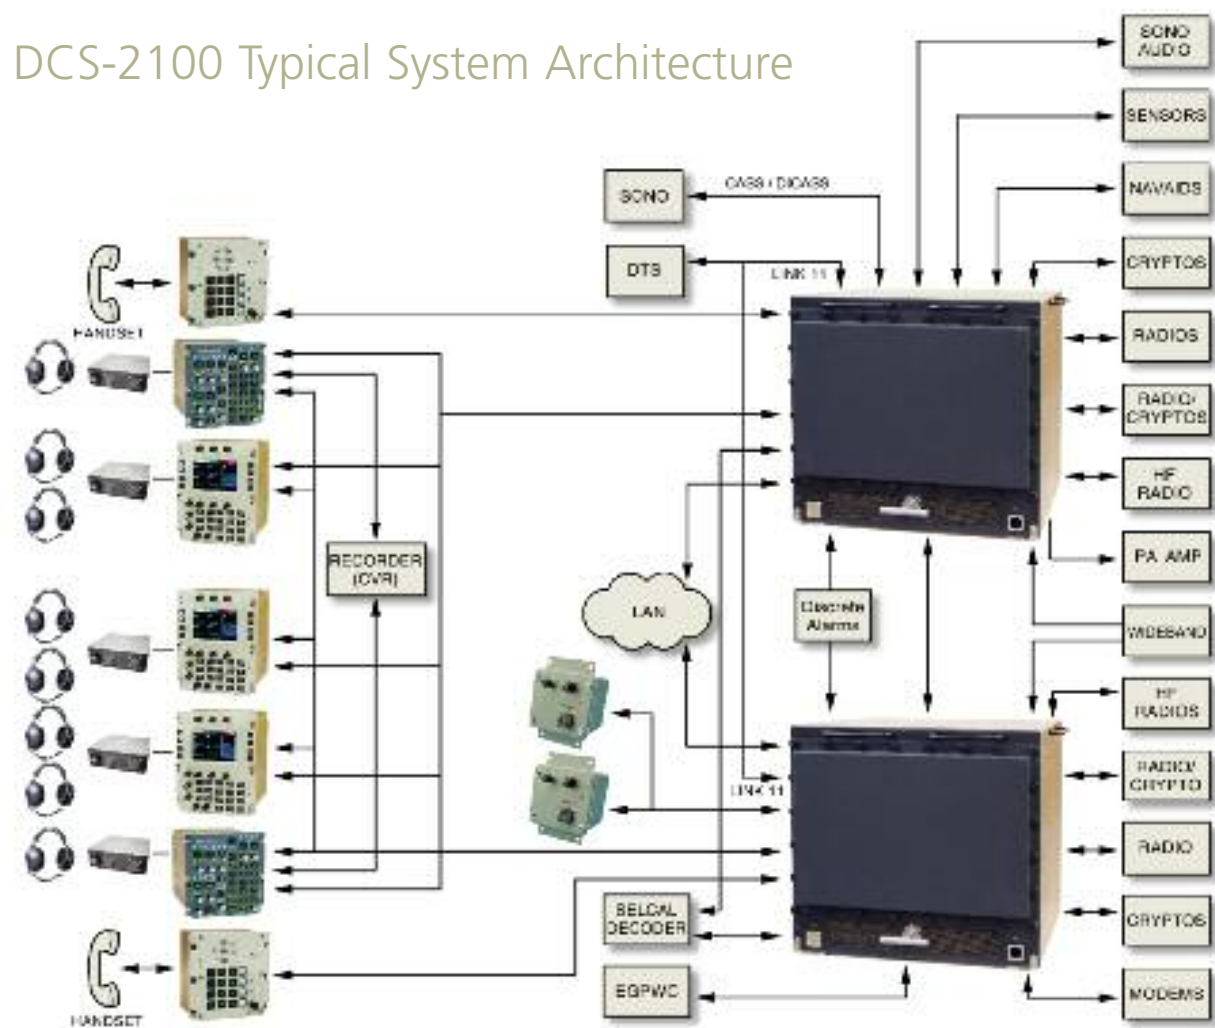 DCS-2100 Typical System Architecture
SONO
AUDIO
SENSORS
NAVAIDS
CRYPTOS
RADIOS
RADIO/
CRYPTOS
HF
RADIO
PA AMP
WIDEBAND
HF
RADIOS
RADIO/
CRYPTO
RADIO
CRYPTOS
MODEMS
SONO
CASS / DICASS
DTS
LINK 11
HANDSET
RECORDER
(CVR)
LAN
Discrete
Alarms
LINK 11
SELCAL
DECODER
EGPWC
HANDSET